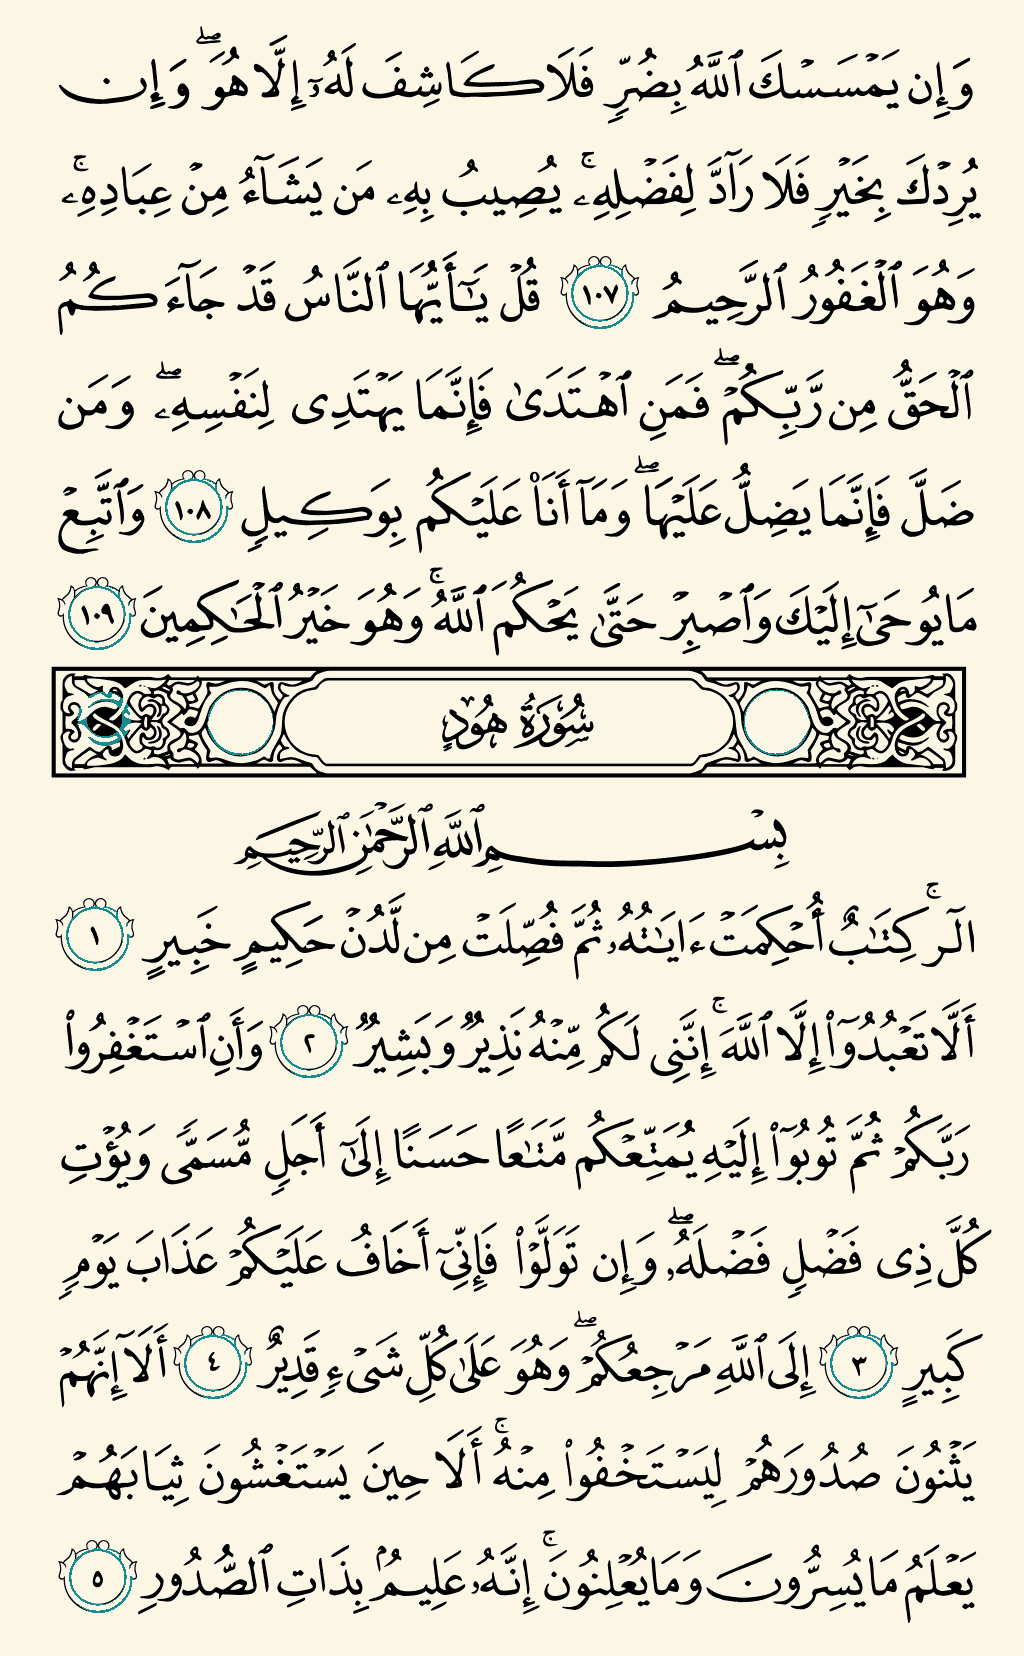 وَإِن يَمْسَسْكَ ٱللَّهُ بِضُرٍّ فَلَا كَاشِفَ لَهُۥٓ إِلَّا هُوَۖ وَإِن
يُرِدْكَ بِخَيْرٍ فَلَا رَآدَّ لِفَضْلِهِۦۚ يُصِيبُ بِهِۦ مَن يَشَآءُ مِنْ عِبَادِهِۦۚ
وَهُوَ ٱلْغَفُورُ ٱلرَّحِيمُ ١٠٧ قُلْ يَٰٓأَيُّهَا ٱلنَّاسُ قَدْ جَآءَكُمُ
ٱلْحَقُّ مِن رَّبِّكُمْۖ فَمَنِ ٱهْتَدَىٰ فَإِنَّمَا يَهْتَدِى لِنَفْسِهِۦۖ وَمَن
ضَلَّ فَإِنَّمَا يَضِلُّ عَلَيْهَاۖ وَمَآ أَنَا۠ عَلَيْكُم بِوَكِيلٍ ١٠٨ وَٱتَّبِعْ
مَا يُوحَىٰٓ إِلَيْكَ وَٱصْبِرْ حَتَّىٰ يَحْكُمَ ٱللَّهُۚ وَهُوَ خَيْرُ ٱلْحَٰكِمِينَ ١٠٩
سُورَةُ هُودٍ
بِسْمِ ٱللَّهِ ٱلرَّحْمَٰنِ ٱلرَّحِيمِ
الٓرۚ كِتَٰبٌ أُحْكِمَتْ ءَايَٰتُهُۥ ثُمَّ فُصِّلَتْ مِن لَّدُنْ حَكِيمٍ خَبِيرٍ ١
أَلَّا تَعْبُدُوٓا۟ إِلَّا ٱللَّهَۚ إِنَّنِى لَكُم مِّنْهُ نَذِيرٌ وَبَشِيرٌ ٢ وَأَنِ ٱسْتَغْفِرُوا۟
رَبَّكُمْ ثُمَّ تُوبُوٓا۟ إِلَيْهِ يُمَتِّعْكُم مَّتَٰعًا حَسَنًا إِلَىٰٓ أَجَلٍ مُّسَمًّى وَيُؤْتِ
كُلَّ ذِى فَضْلٍ فَضْلَهُۥۖ وَإِن تَوَلَّوْا۟ فَإِنِّىٓ أَخَافُ عَلَيْكُمْ عَذَابَ يَوْمٍ
كَبِيرٍ ٣ إِلَى ٱللَّهِ مَرْجِعُكُمْۖ وَهُوَ عَلَىٰ كُلِّ شَىْءٍ قَدِيرٌ ٤ أَلَآ إِنَّهُمْ
يَثْنُونَ صُدُورَهُمْ لِيَسْتَخْفُوا۟ مِنْهُۚ أَلَا حِينَ يَسْتَغْشُونَ ثِيَابَهُمْ
يَعْلَمُ مَا يُسِرُّونَ وَمَا يُعْلِنُونَۚ إِنَّهُۥ عَلِيمٌۢ بِذَاتِ ٱلصُّدُورِ ٥